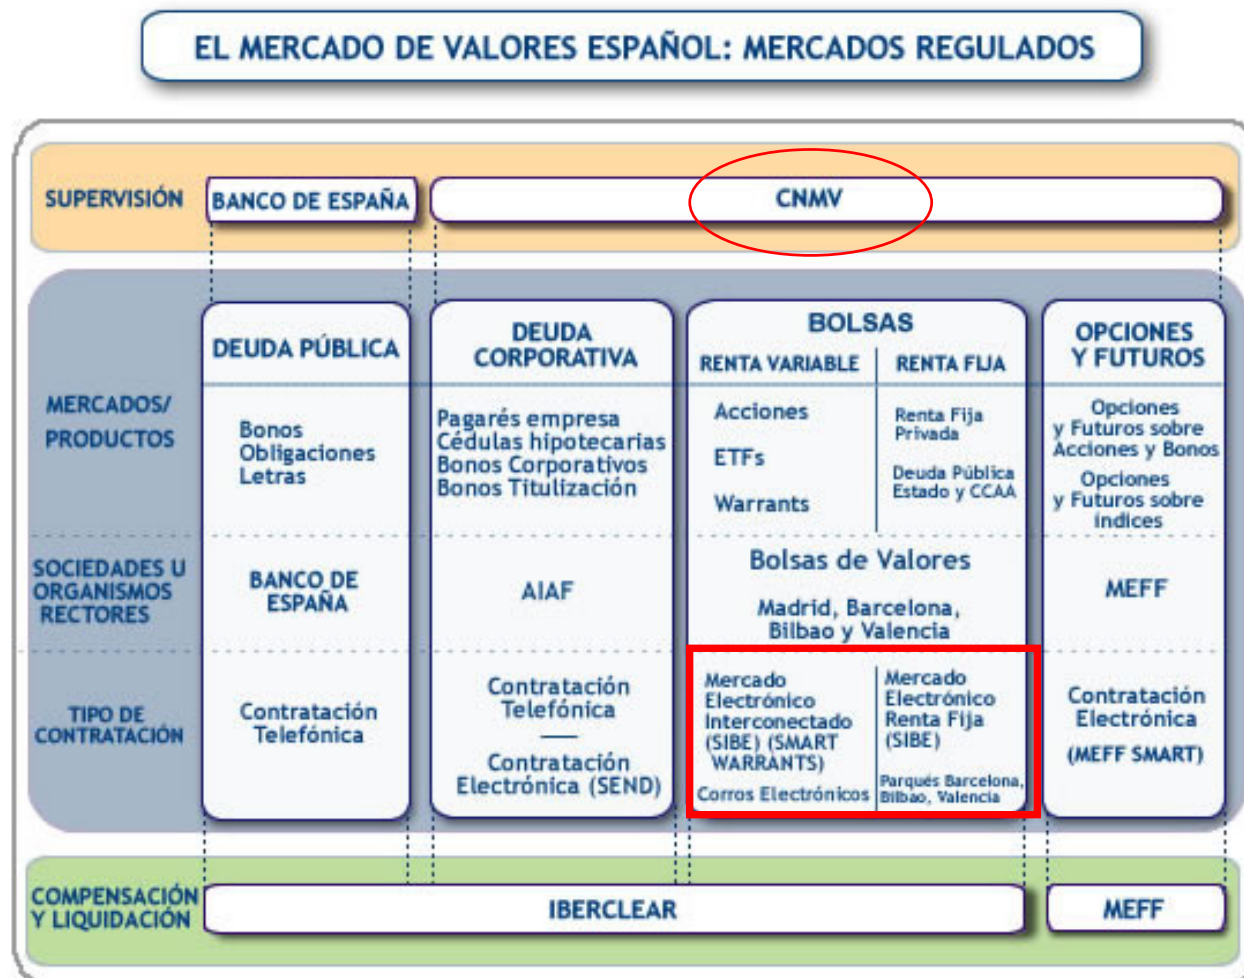 EL MERCADO DE VALORES ESPAÑOL: MERCADOS REGULADOS
SUPERVISIÓN
BANCO DE ESPAÑA
CNMV
MERCADOS/
PRODUCTOS
DEUDA PÚBLICA
Bonos
Obligaciones
Letras
DEUDA
CORPORATIVA
Pagarés empresa
Cédulas hipotecarias
Bonos Corporativos
Bonos Titulización
BOLSAS
RENTA VARIABLE
Acciones
ETFs
Warrants
RENTA FIJA
Renta Fija
Privada
Deuda Pública
Estado y CCAA
OPCIONES
Y FUTUROS
Opciones
y Futuros sobre
Acciones y Bonos
Opciones
y Futuros sobre
índices
SOCIEDADES U
ORGANISMOS
RECTORES
BANCO DE
ESPAÑA
AIAF
Bolsas de Valores
Madrid, Barcelona,
Bilbao y Valencia
MEFF
TIPO DE
CONTRATACIÓN
Contratación
Telefónica
Contratación
Telefónica
Contratación
Electrónica (SEND)
Mercado
Electrónico
Interconectado
(SIBE) (SMART
WARRANTS)
Corros Electrónicos
Mercado
Electrónico
Renta Fija
(SIBE)
Parqués Barcelona,
Bilbao, Valencia
Contratación
Electrónica
(MEFF SMART)
COMPENSACIÓN
Y LIQUIDACIÓN
IBERCLEAR
MEFF